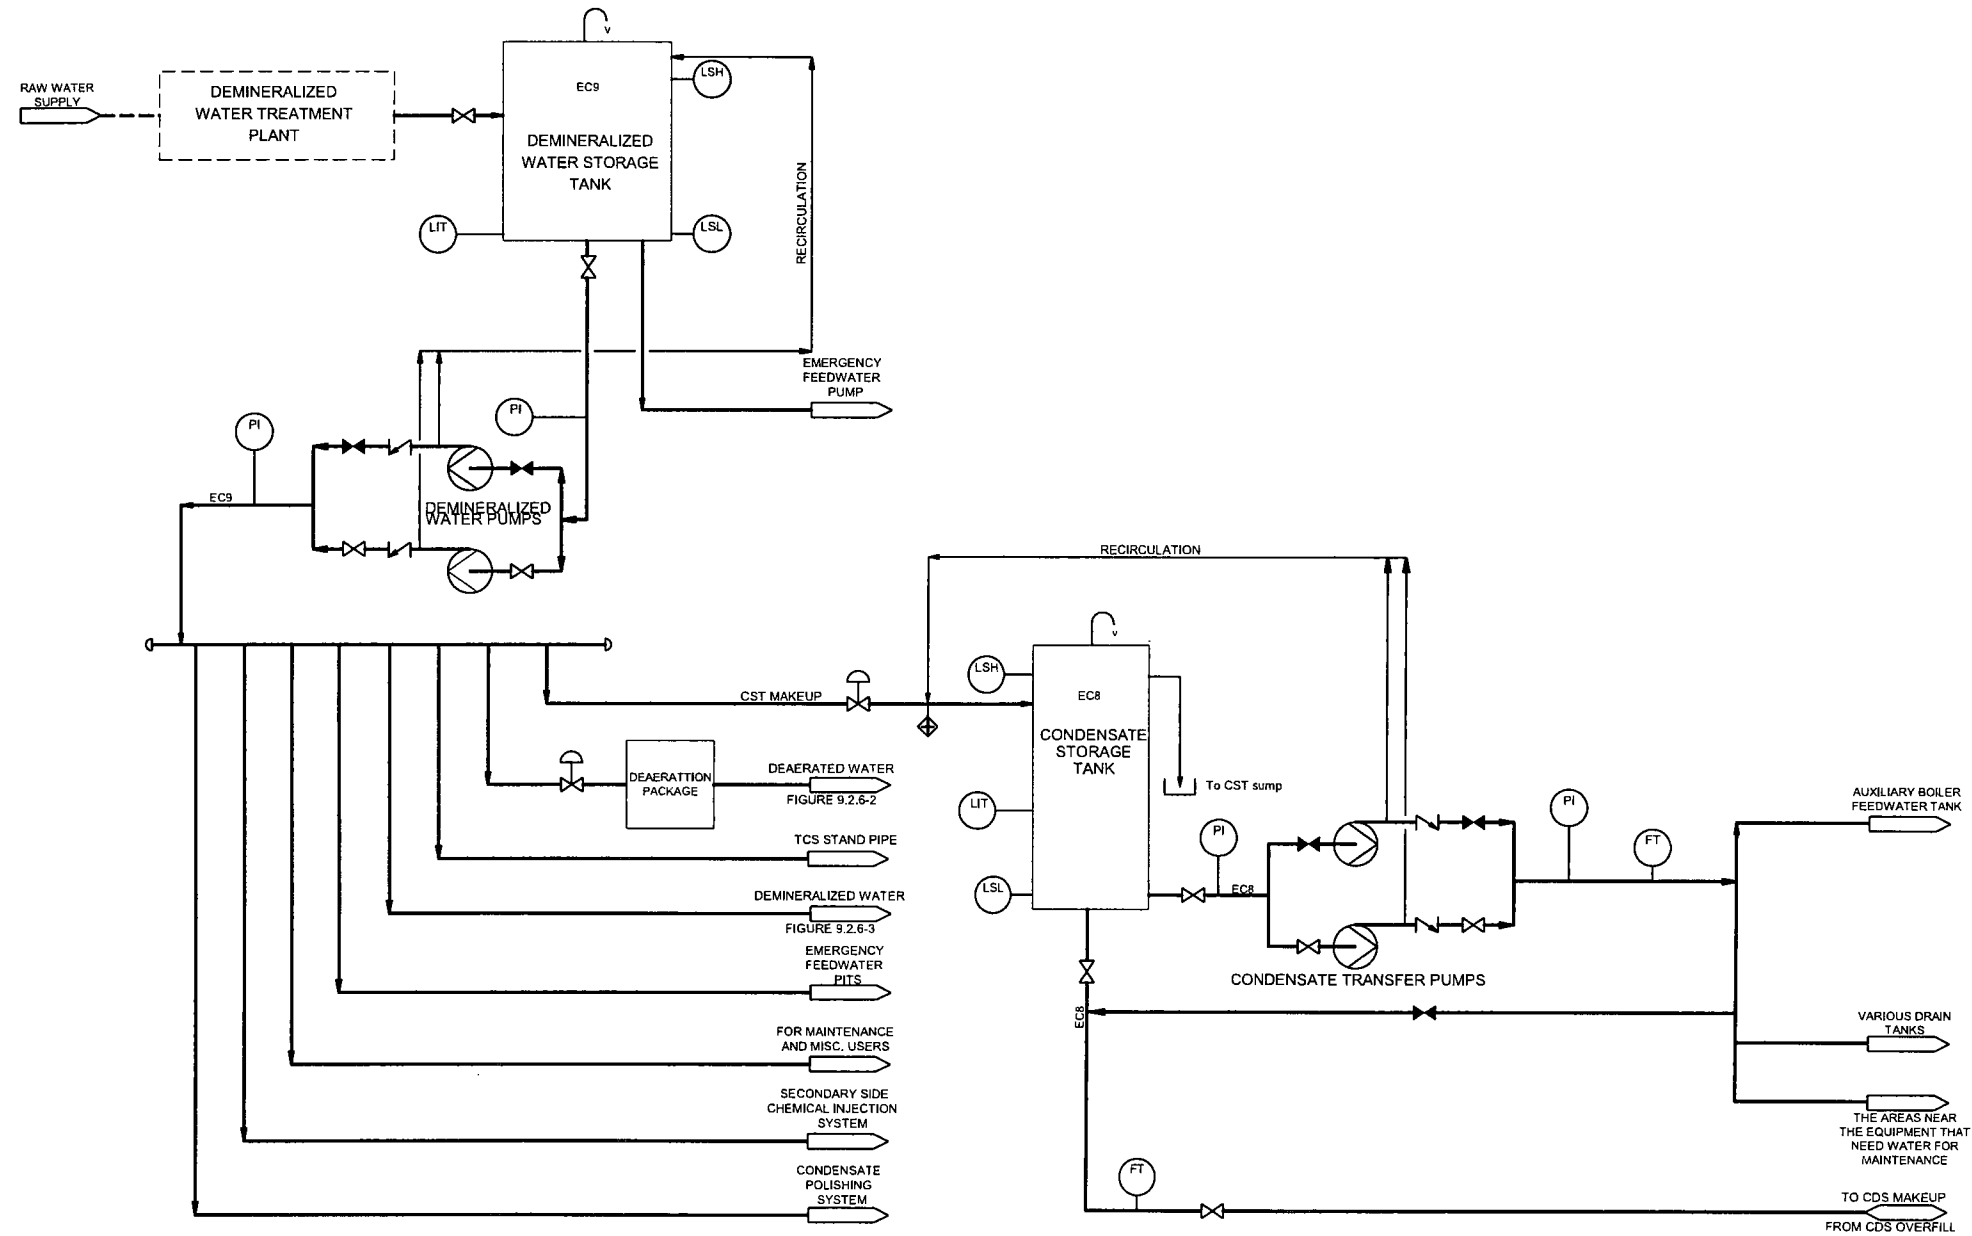 V
RAW WATER
SUPPLY
DEMINERALIZED
WATER TREATMENT
PLANT
EC9
LSH
DEMINERALIZED
WATER STORAGE
TANK
LIT
LSL
RECIRCULATION
EMERGENCY
FEEDWATER
PUMP
PI
PI
EC9
DEMINERALIZED
WATER PUMPS
RECIRCULATION
V
LSH
EC8
CST MAKEUP
CONDENSATE
STORAGE
TANK
To CST sump
LIT
LSL
DEAERATTION
PACKAGE
DEAERATED WATER
FIGURE 9.2.6-2
TCS STAND PIPE
DEMINERALIZED WATER
FIGURE 9.2.6-3
EMERGENCY
FEEDWATER
PITS
FOR MAINTENANCE
AND MISC. USERS
SECONDARY SIDE
CHEMICAL INJECTION
SYSTEM
CONDENSATE
POLISHING
SYSTEM
PI
EC8
CONDENSATE TRANSFER PUMPS
PI
FT
AUXILIARY BOILER
FEEDWATER TANK
EC8
VARIOUS DRAIN
TANKS
THE AREAS NEAR
THE EQUIPMENT THAT
NEED WATER FOR
MAINTENANCE
FT
TO CDS MAKEUP
FROM CDS OVERFILL